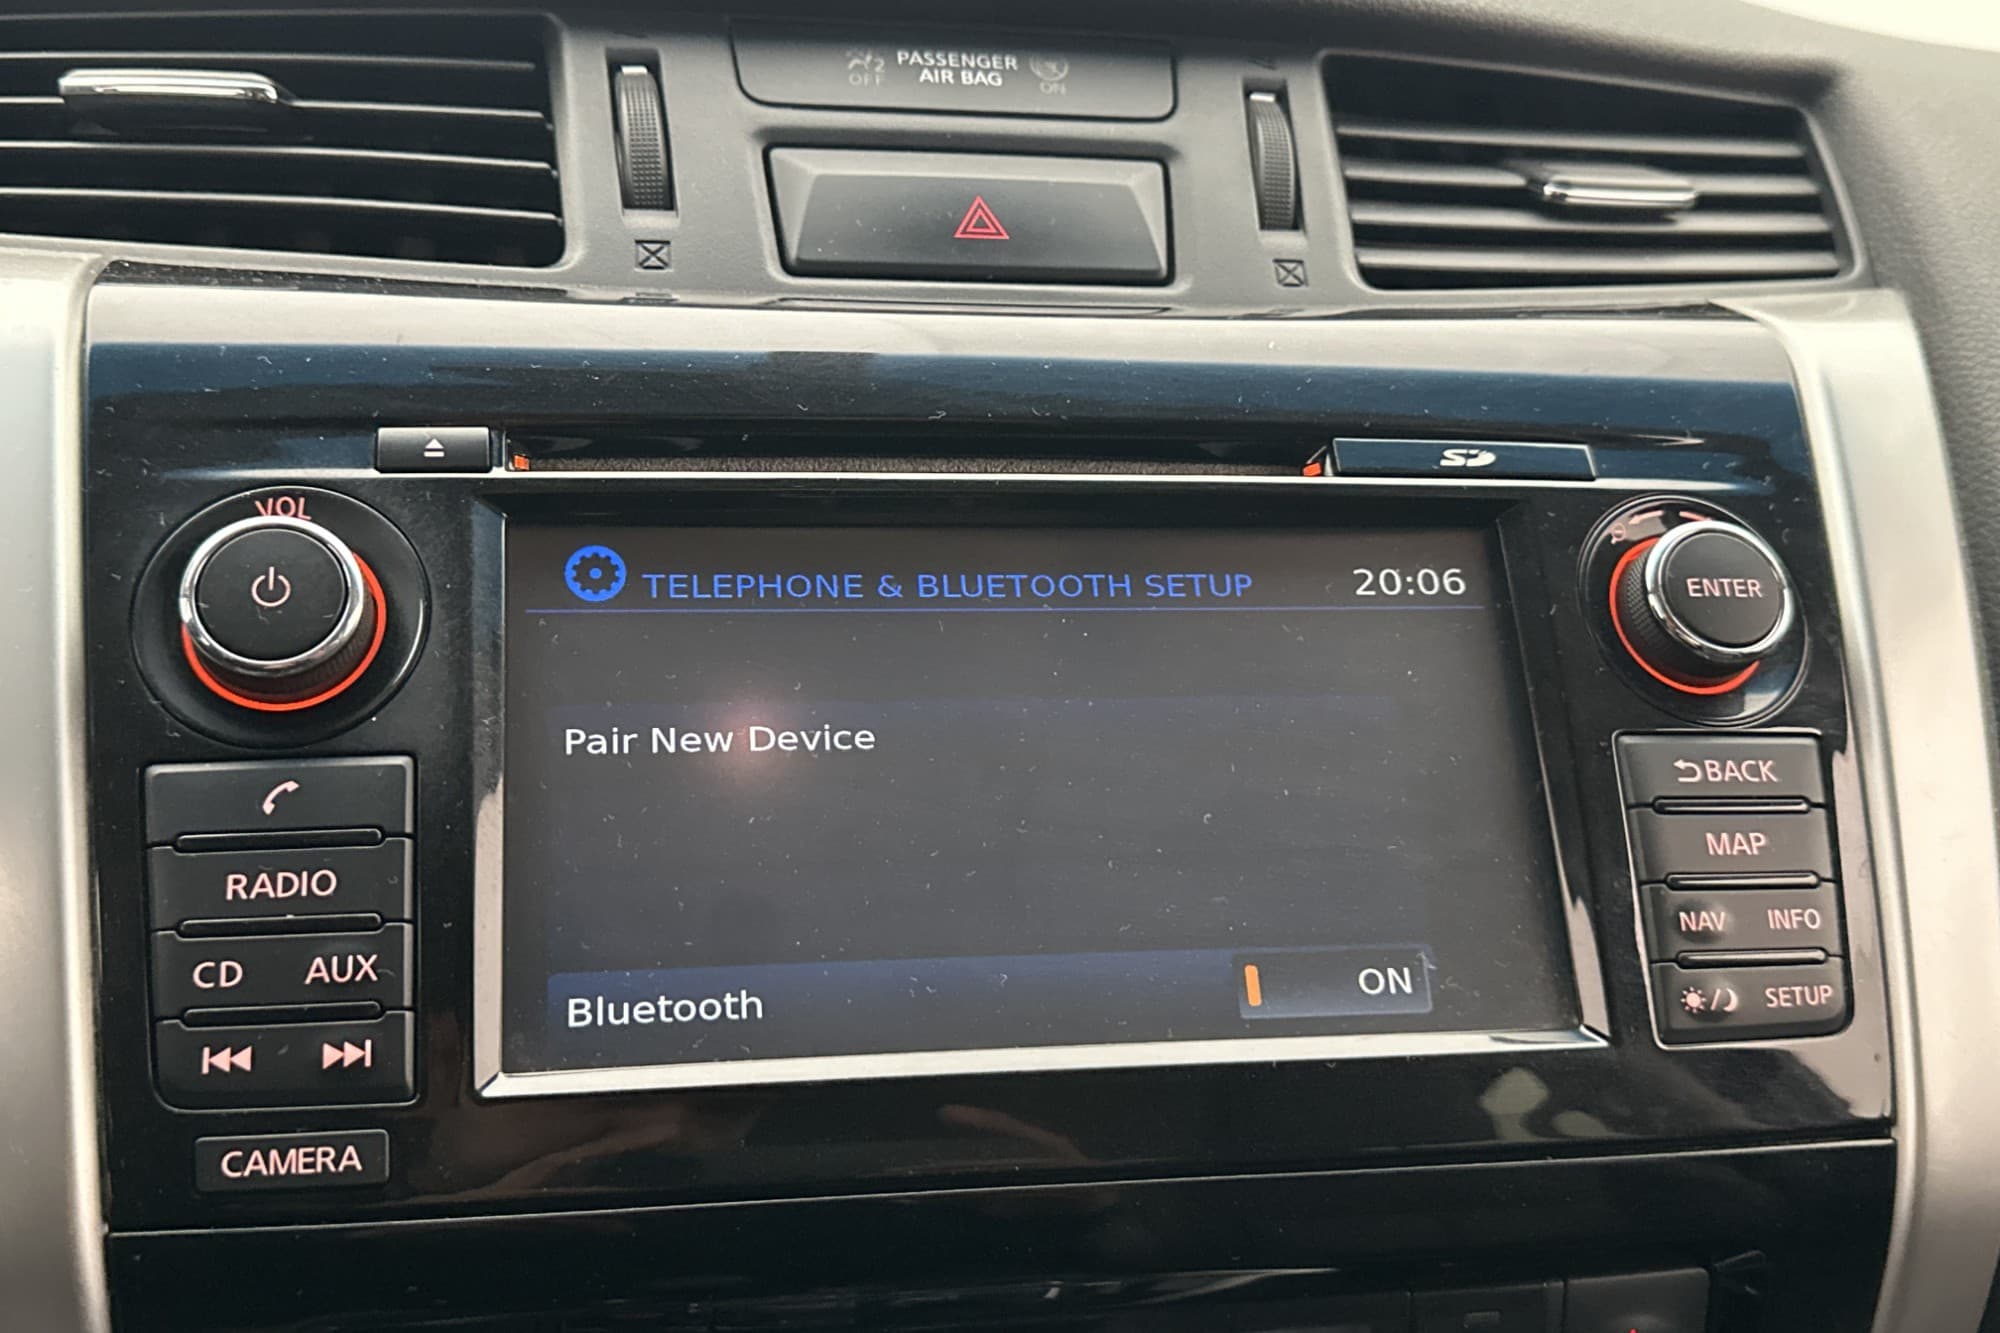 PASSENGER
AIR BAG
OFF
ON
SD
VOL
TELEPHONE & BLUETOOTH SETUP
20:06
ENTER
Pair New Device
BACK
RADIO
MAP
CD
AUX
NAV
INFO
Bluetooth
ON
SETUP
CAMERA